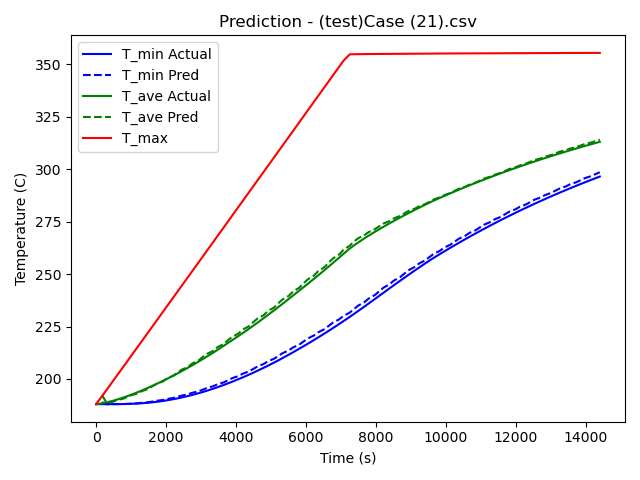 Prediction - (test)Case (21).csv
T_min Actual
T_min Pred
T_ave Actual
T_ave Pred
T_max
Temperature (C)
350
325
300
275
250
225
200
0 2000 4000 6000 8000 10000 12000 14000
Time (s)